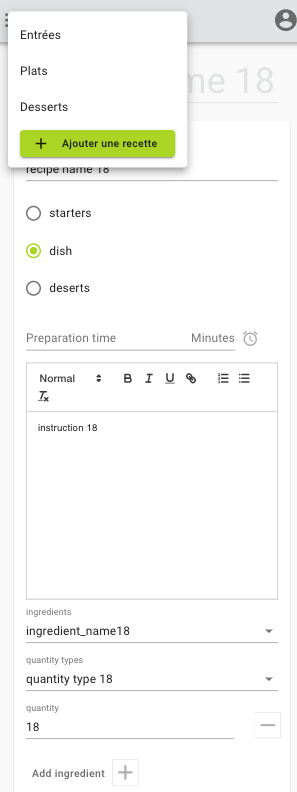 Entrées
Plats
Desserts
Ajouter une recette
me 18
recipe name 18
starters
dish
deserts
Preparation time Minutes
Normal B I U
Tx
instruction 18
ingredients
ingredient_name18
quantity types
quantity type 18
quantity
18
Add ingredient